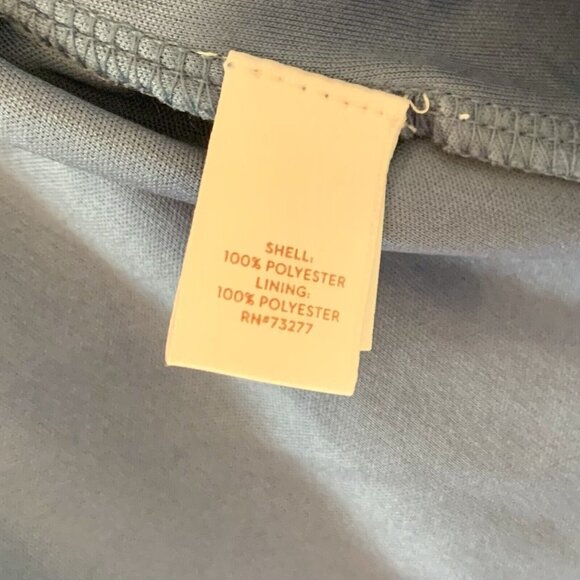 SHELL:
100% POLYESTER
LINING:
100% POLYESTER
RN#73277